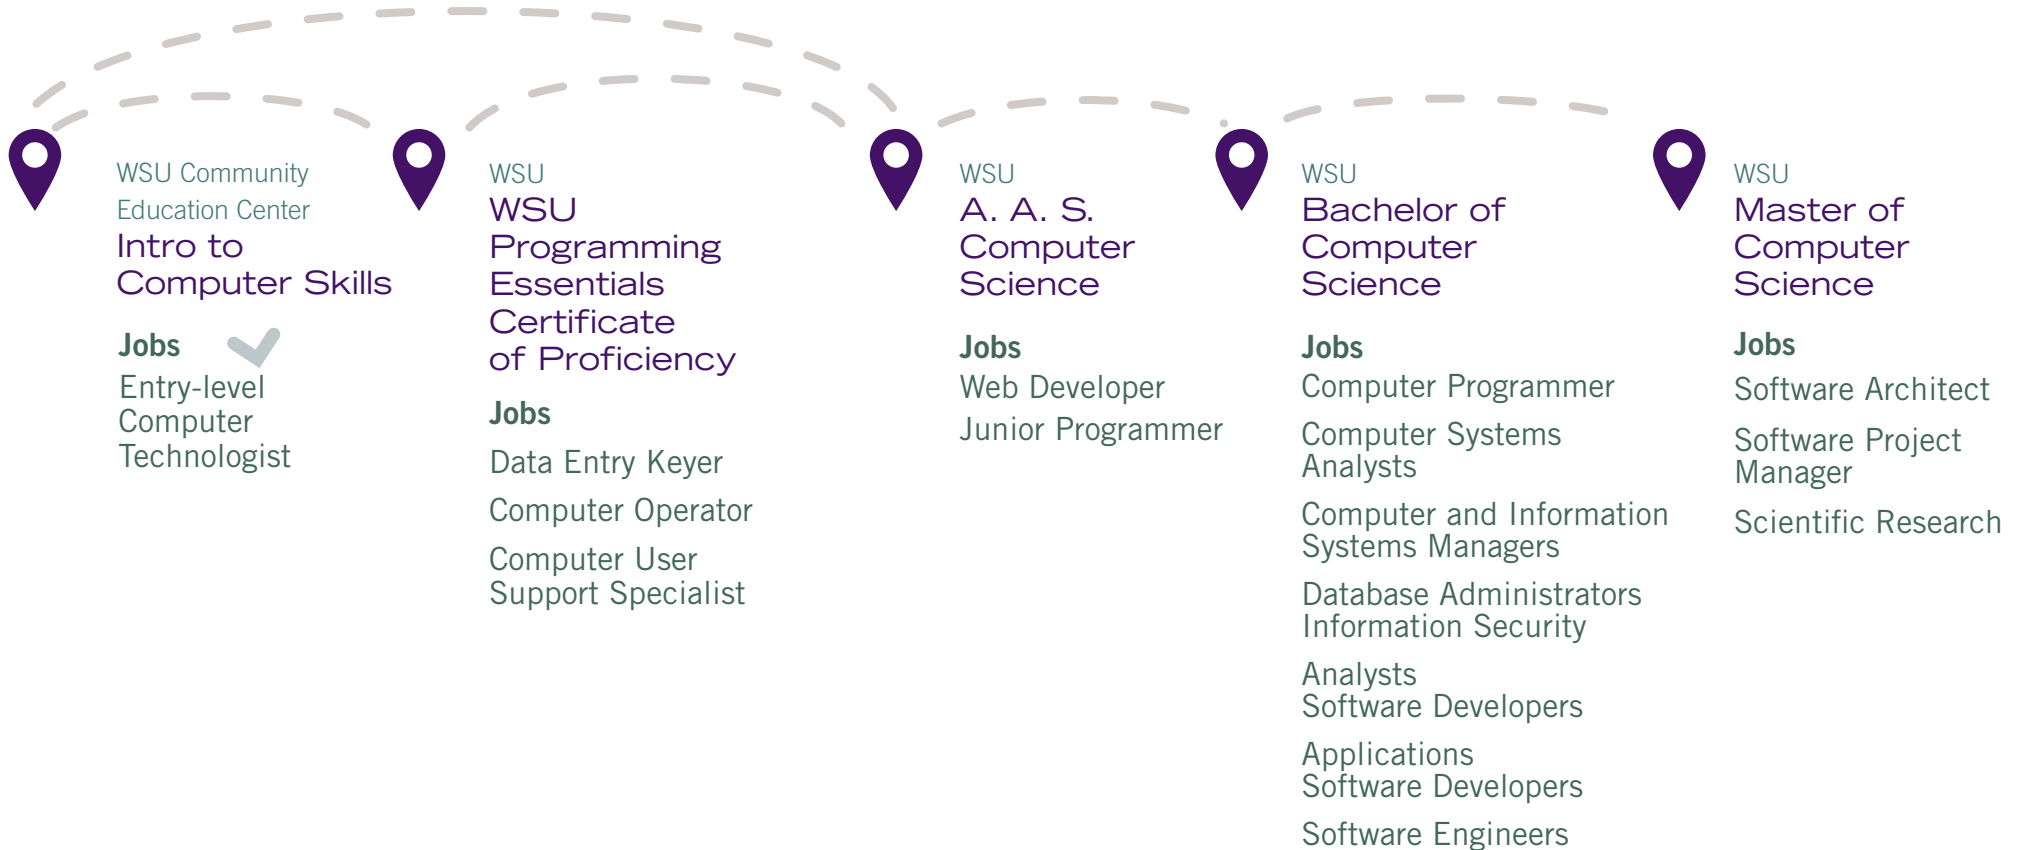 WSU Community
Education Center
Intro to
Computer Skills
Jobs
Entry-level
Computer
Technologist
WSU
WSU
Programming
Essentials
Certificate
of Proficiency
Jobs
Data Entry Keyer
Computer Operator
Computer User
Support Specialist
WSU
A. A. S.
Computer
Science
Jobs
Web Developer
Junior Programmer
WSU
Bachelor of
Computer
Science
Jobs
Computer Programmer
Computer Systems
Analysts
Computer and Information
Systems Managers
Database Administrators
Information Security
Analysts
Software Developers
Applications
Software Developers
Software Engineers
WSU
Master of
Computer
Science
Jobs
Software Architect
Software Project
Manager
Scientific Research